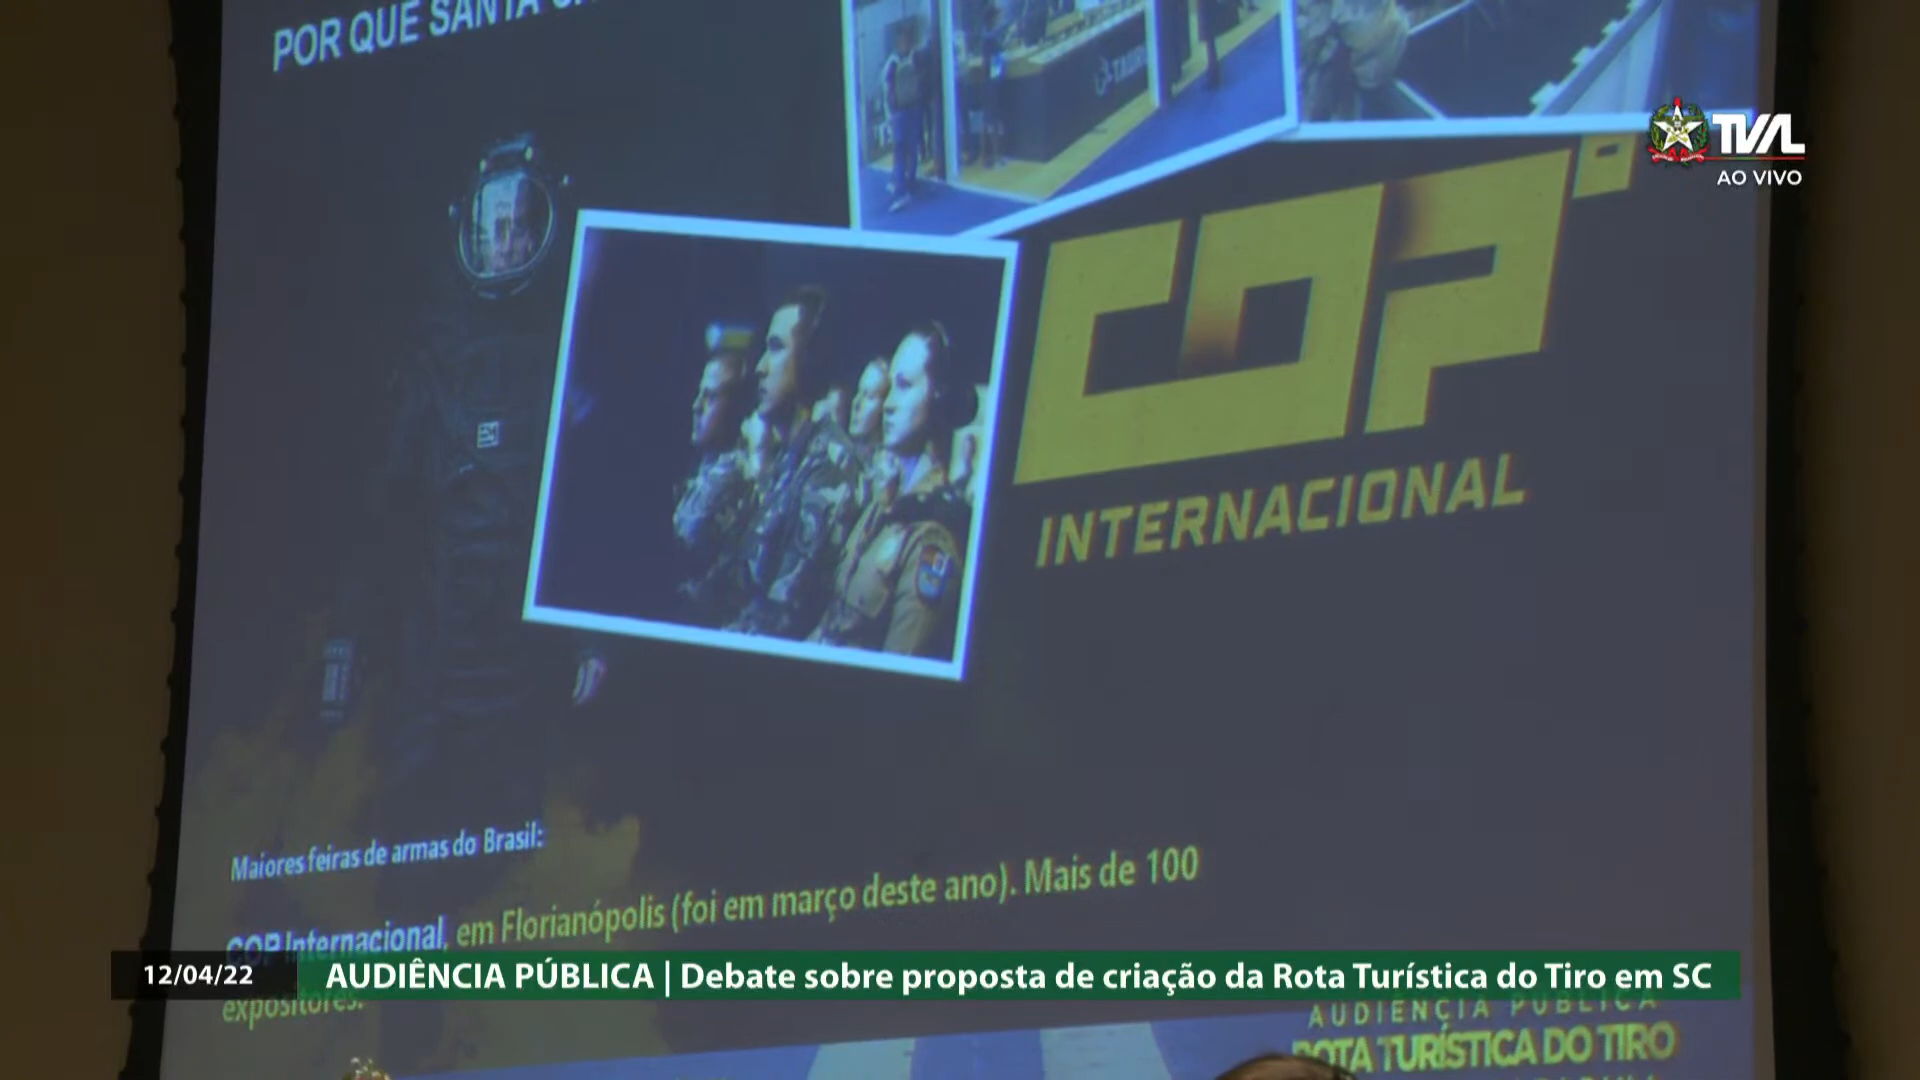 POR QUE SANTA
TAURUS
TVAL
AO VIVO
COP
INTERNACIONAL
Maiores feiras de armas do Brasil:
COP Internacional, em Florianópolis (foi em março deste ano). Mais de 100
expositores.
12/04/22
AUDIÊNCIA PÚBLICA | Debate sobre proposta de criação da Rota Turística do Tiro em SC
AUDIÊNCIA PÚBLICA
ROTA TURÍSTICA DO TIRO